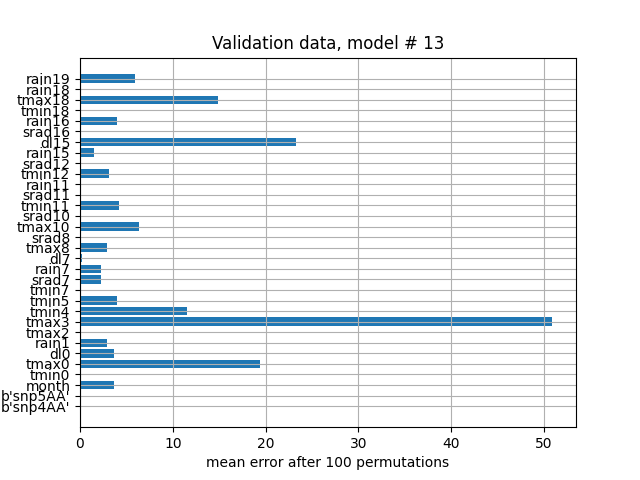 Validation data, model # 13
rain19
rain18
tmax18
tmin18
rain16
srad16
dl15
rain15
srad12
tmin12
rain11
srad11
tmin11
srad10
tmax10
srad8
tmax8
dl7
rain7
srad7
tmin7
tmin5
tmin4
tmax3
tmax2
rain1
dl0
tmax0
tmin0
month
b'snp5AA'
b'snp4AA'
0 10 20 30 40 50
mean error after 100 permutations